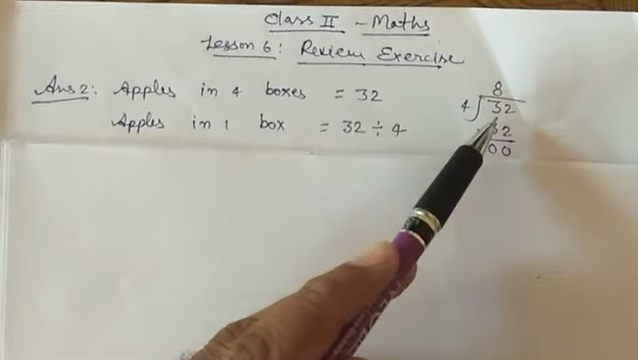 Class II - Maths
Lesson 6: Review Exercise
Ans 2: Apples in 4 boxes = 32
Apples in 1 box = 32 ÷ 4
8
4 ) 32
32
00